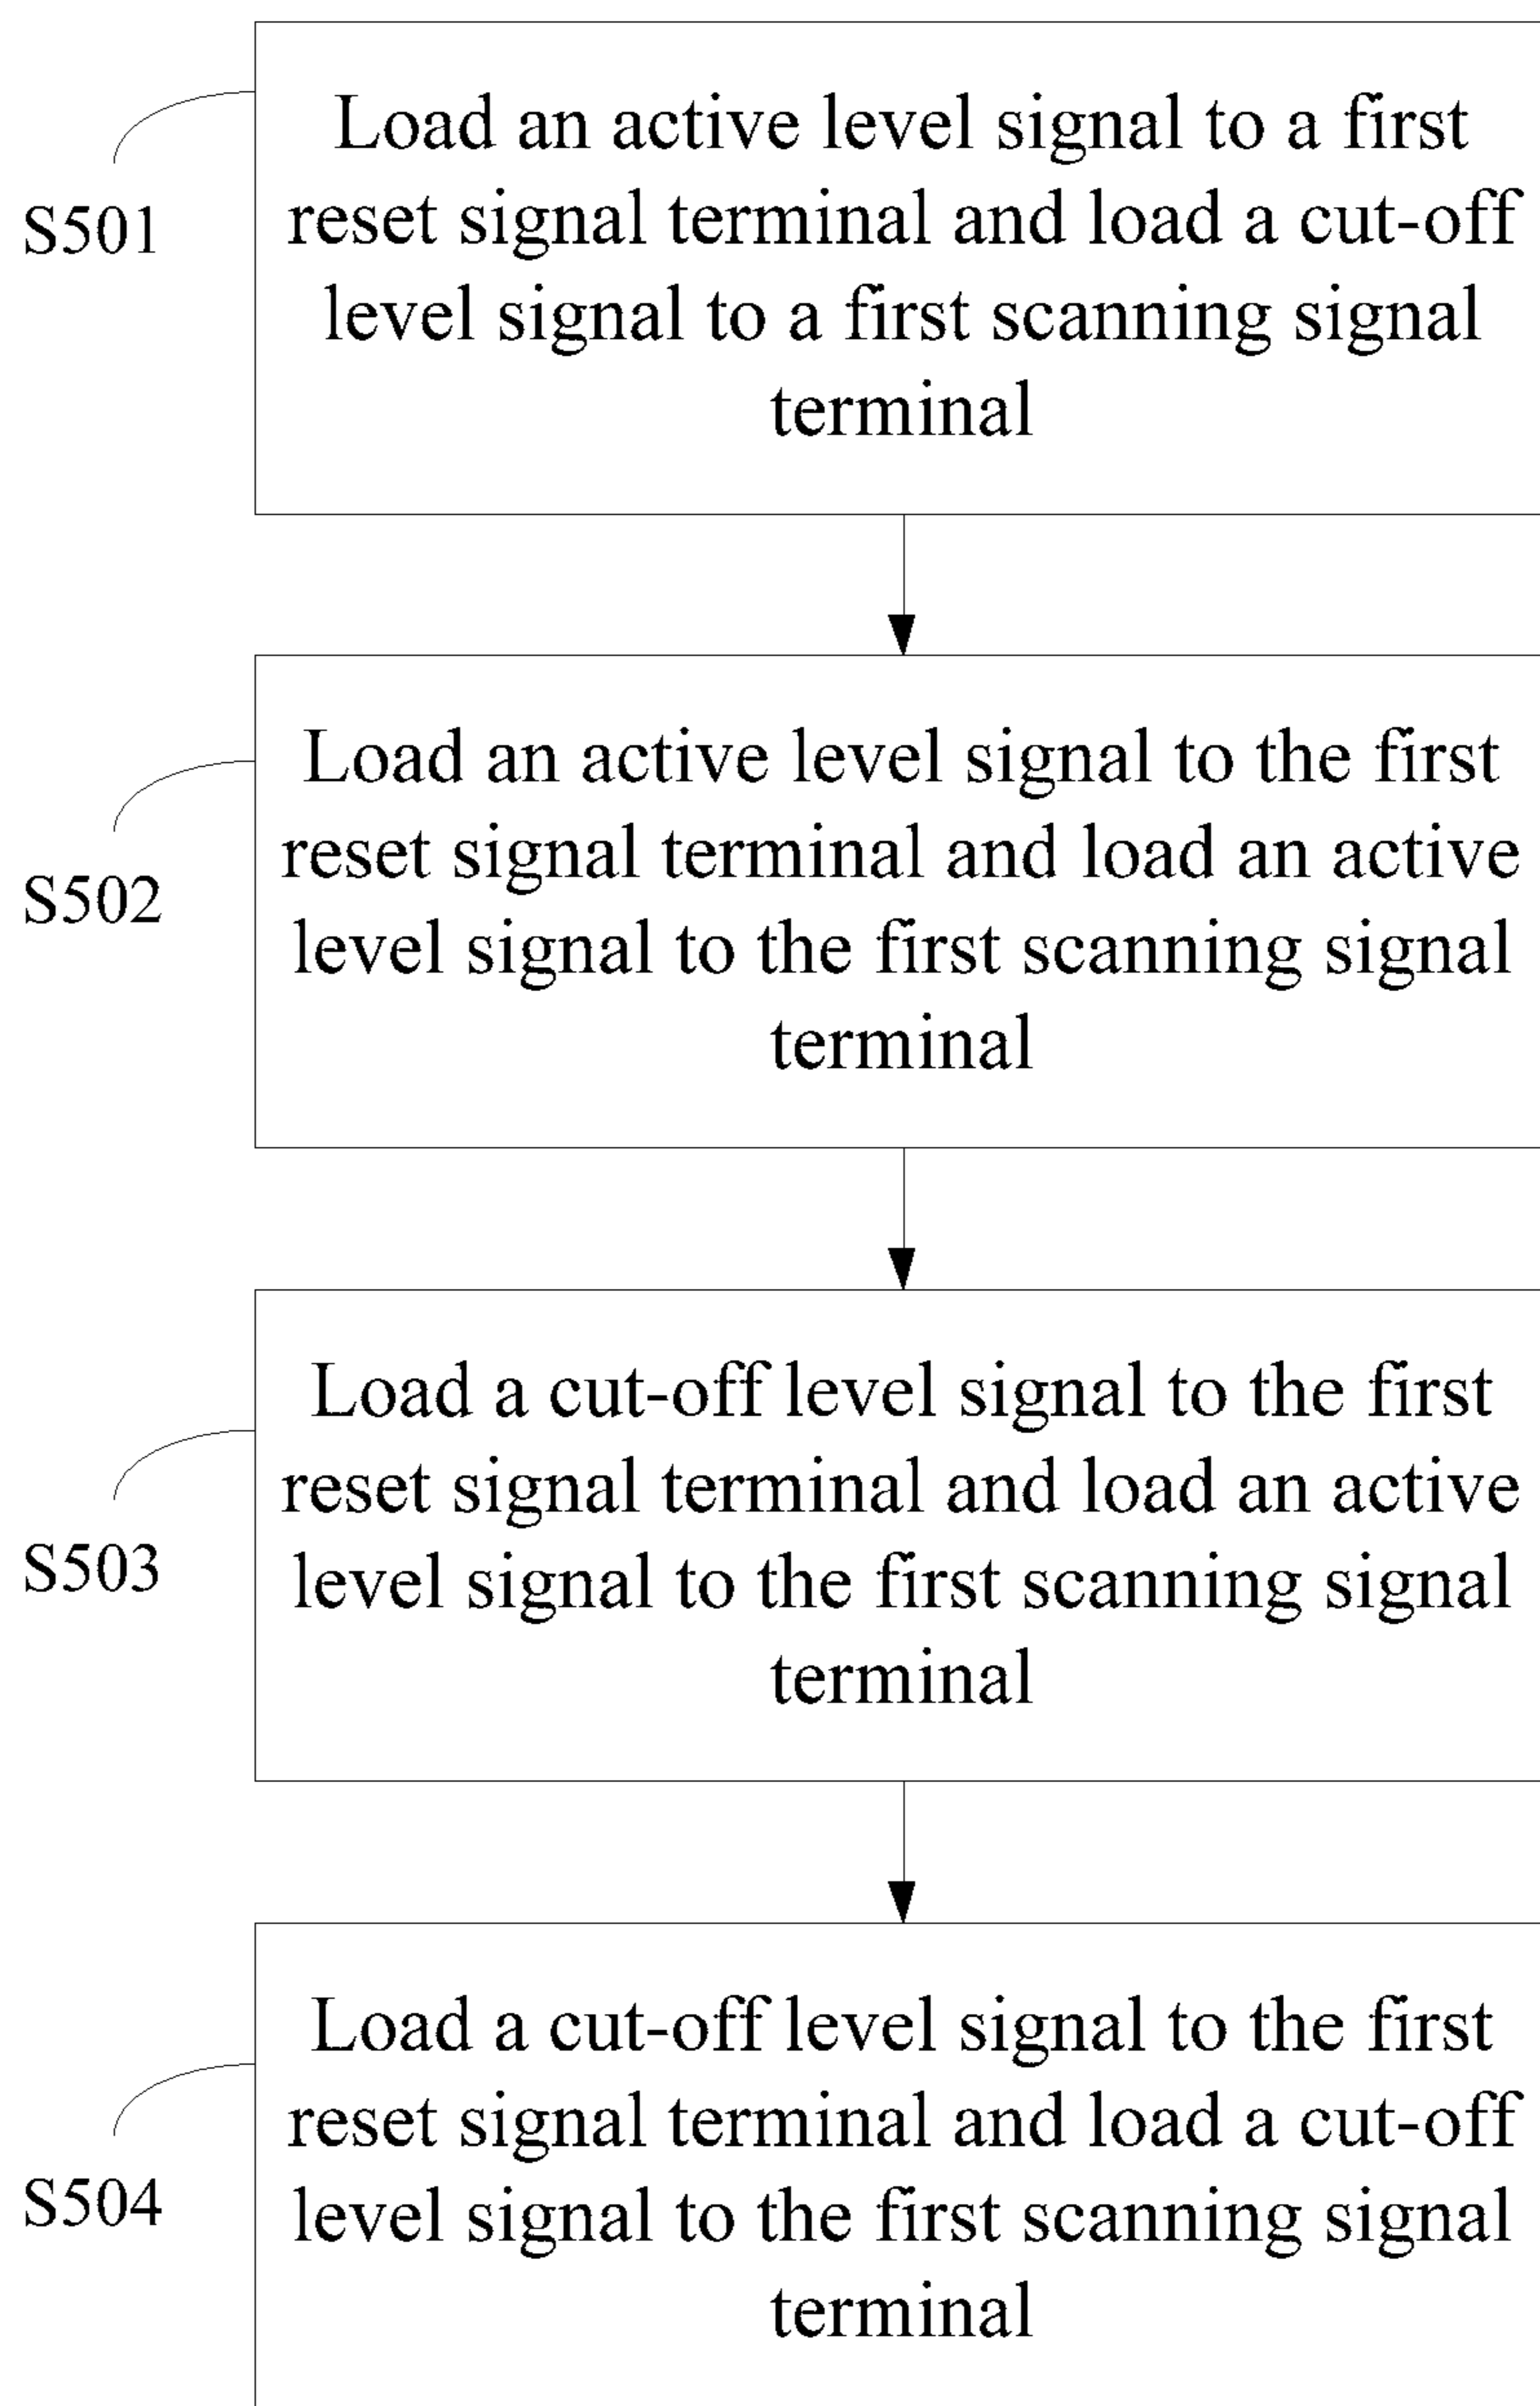 Load an active level signal to a first
reset signal terminal and load a cut-off
level signal to a first scanning signal
terminal
S501
Load an active level signal to the first
reset signal terminal and load an active
level signal to the first scanning signal
terminal
S502
Load a cut-off level signal to the first
reset signal terminal and load an active
level signal to the first scanning signal
terminal
S503
Load a cut-off level signal to the first
reset signal terminal and load a cut-off
level signal to the first scanning signal
terminal
S504